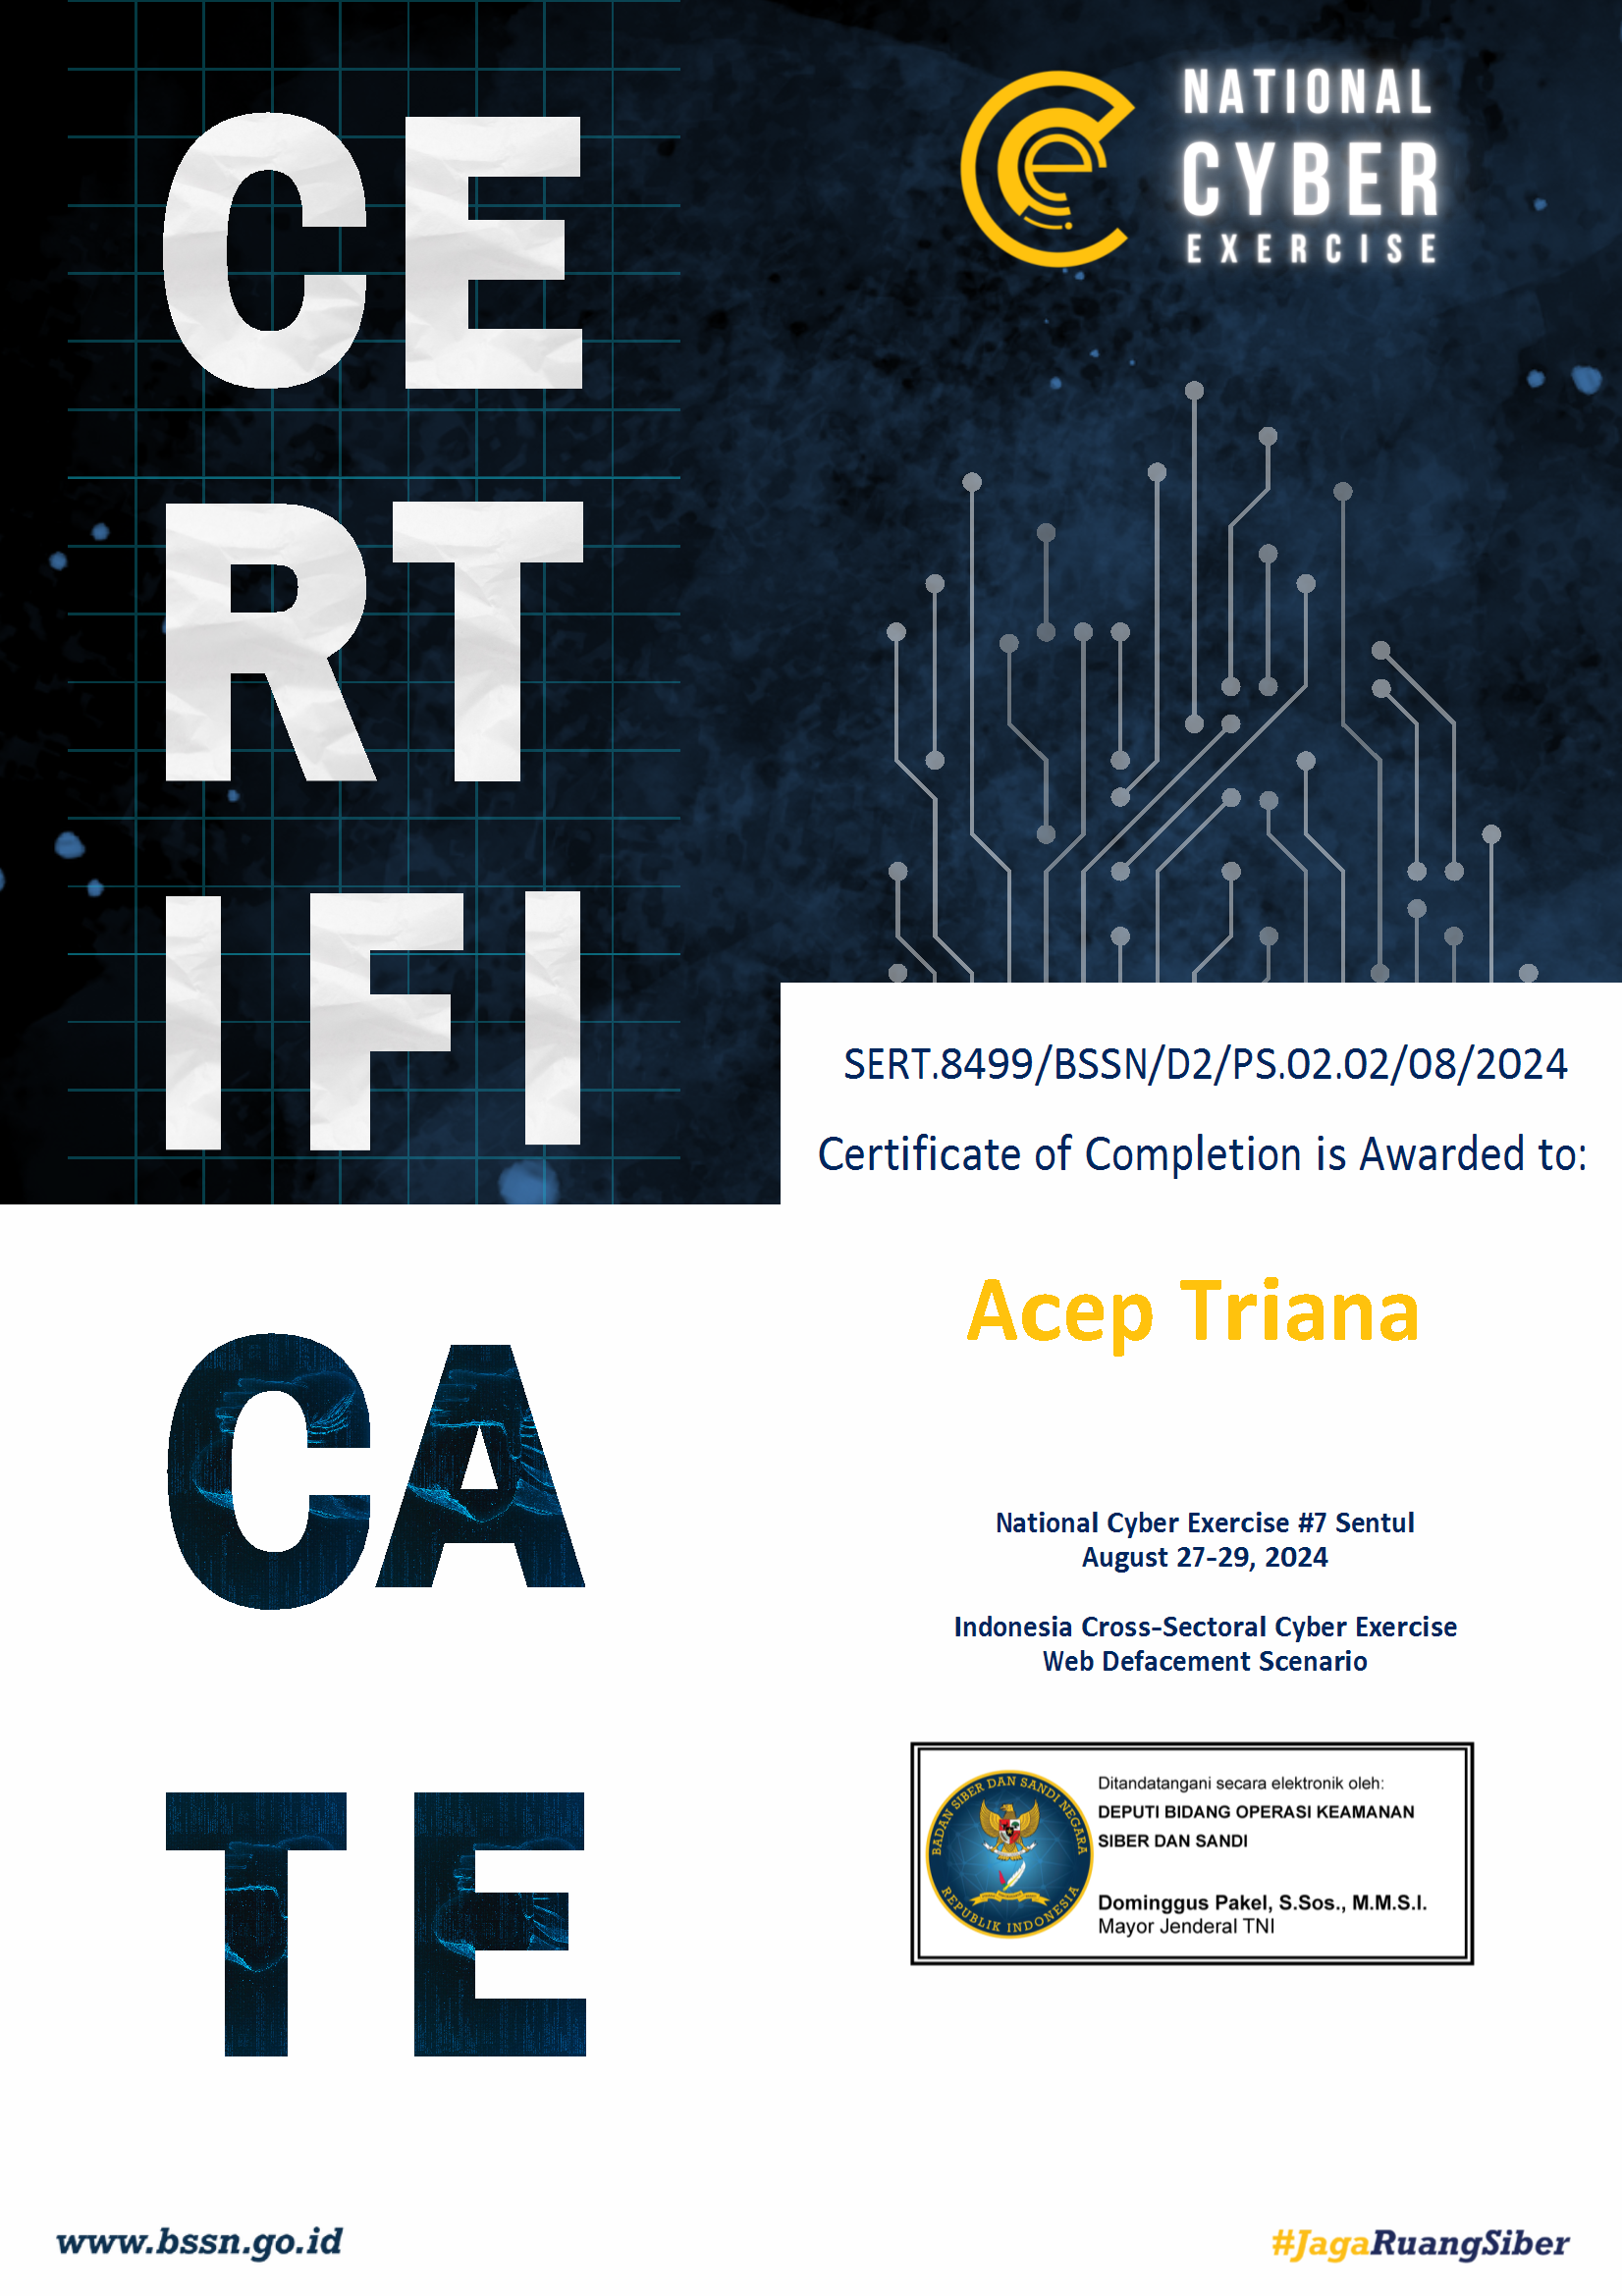 CE
RT
IFI
CA
TE
NATIONAL
CYBER
EXERCISE
SERT.8499/BSSN/D2/PS.02.02/08/2024
Certificate of Completion is Awarded to:
Acep Triana
National Cyber Exercise #7 Sentul
August 27-29, 2024
Indonesia Cross-Sectoral Cyber Exercise
Web Defacement Scenario
BADAN SIBER DAN SANDI NEGARA
REPUBLIK INDONESIA
Ditandatangani secara elektronik oleh:
DEPUTI BIDANG OPERASI KEAMANAN
SIBER DAN SANDI
Dominggus Pakel, S.Sos., M.M.S.I.
Mayor Jenderal TNI
www.bssn.go.id
#JagaRuangSiber